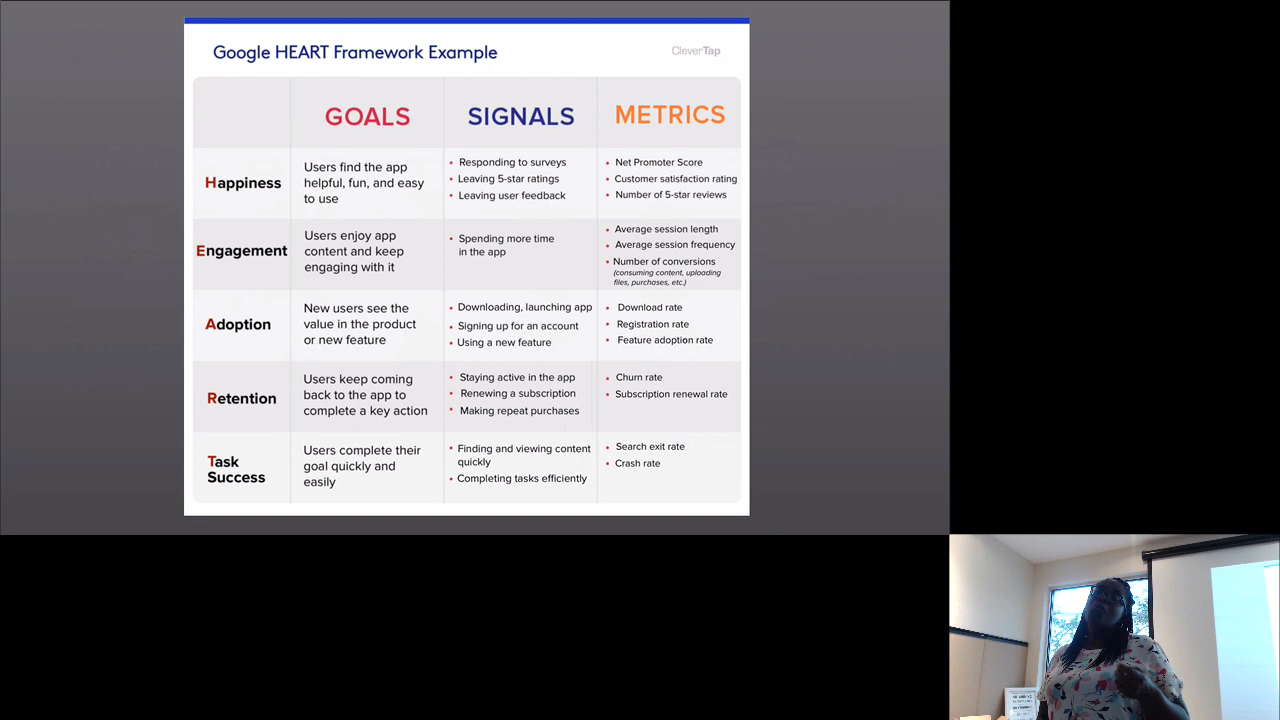 Google HEART Framework Example
CleverTap
GOALS
SIGNALS
METRICS
Happiness
Users find the app
helpful, fun, and easy
to use
• Responding to surveys
• Leaving 5-star ratings
• Leaving user feedback
• Net Promoter Score
• Customer satisfaction rating
• Number of 5-star reviews
Engagement
Users enjoy app
content and keep
engaging with it
• Spending more time
in the app
• Average session length
• Average session frequency
• Number of conversions
(consuming content, uploading
files, purchases, etc.)
Adoption
New users see the
value in the product
or new feature
• Downloading, launching app
• Signing up for an account
• Using a new feature
• Download rate
• Registration rate
• Feature adoption rate
Retention
Users keep coming
back to the app to
complete a key action
• Staying active in the app
• Renewing a subscription
• Making repeat purchases
• Churn rate
• Subscription renewal rate
Task
Success
Users complete their
goal quickly and
easily
• Finding and viewing content
quickly
• Completing tasks efficiently
• Search exit rate
• Crash rate